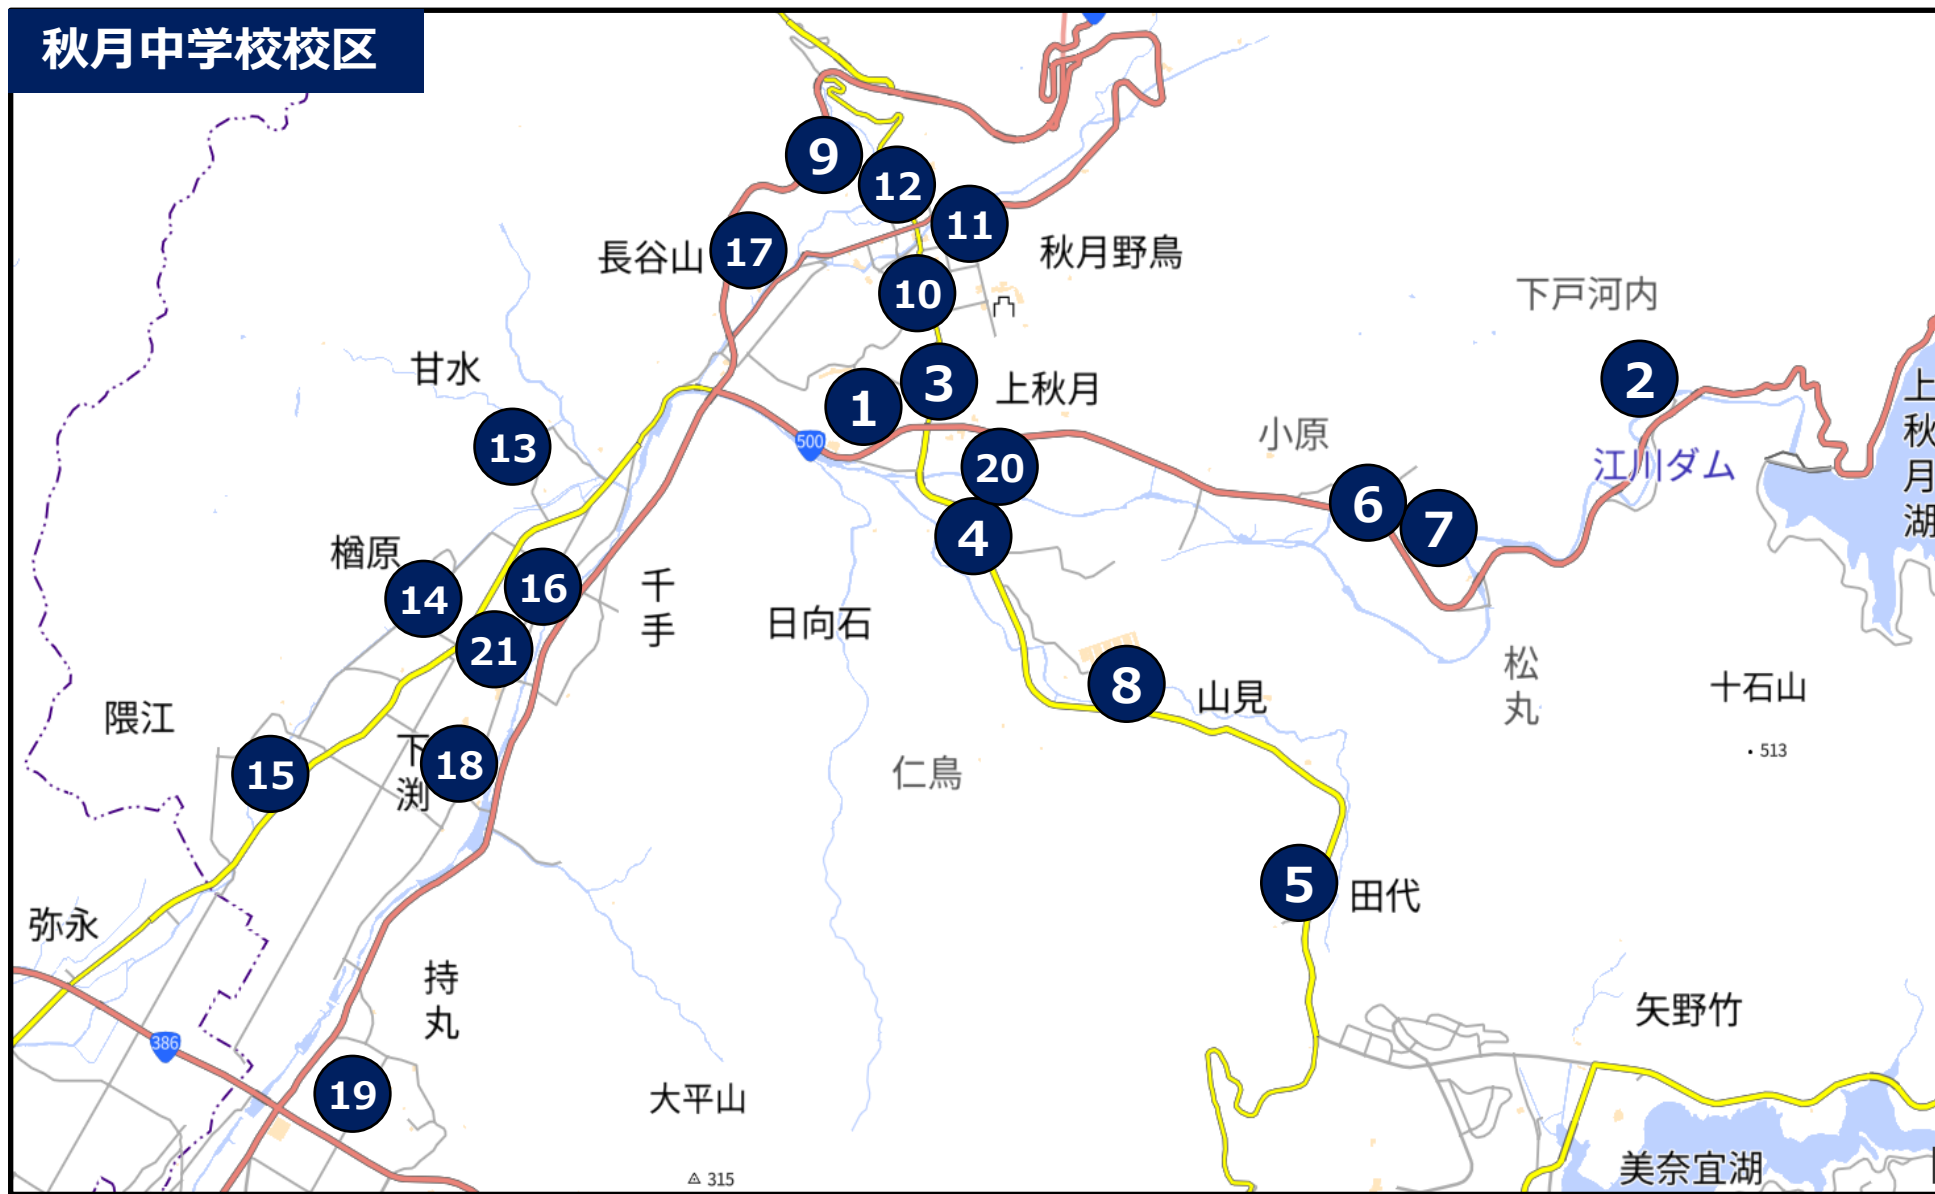 秋月中学校校区
9
12
11
17
長谷山
秋月野鳥
10
下戸河内
甘水
3
上秋月
2
1
上秋月湖
13
500
20
小原
江川ダム
6
7
4
楢原
14
16
千手
日向石
21
8
山見
松丸
十石山
513
隈江
15
下渕
18
仁鳥
5
田代
弥永
持丸
矢野竹
386
19
大平山
315
美奈宜湖